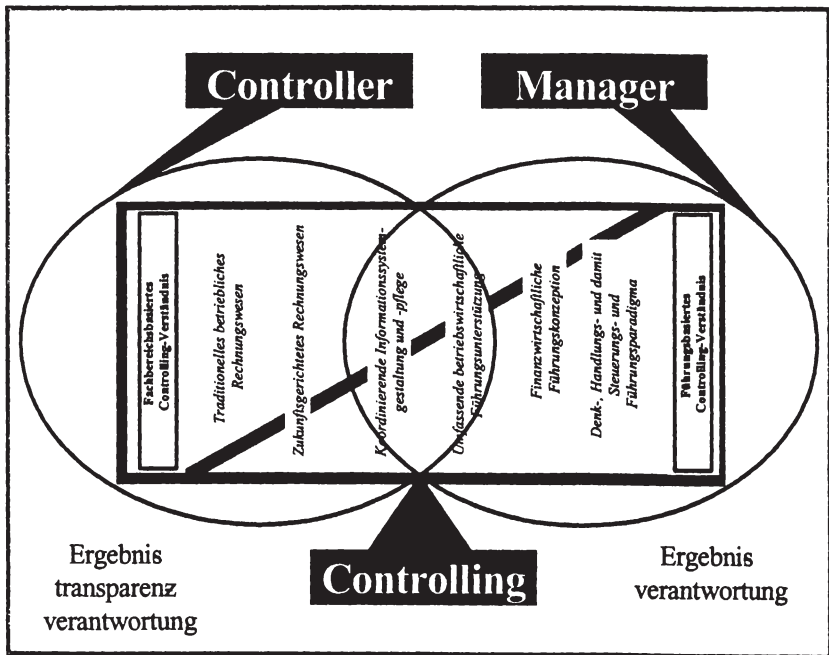 Controller
Manager
Fachbereichsbasiertes
Controlling-Verständnis
Traditionelles betriebliches
Rechnungswesen
Zukunftsgerichtetes Rechnungswesen
Koordinierende Informationssystem-
gestaltung und -pflege
Umfassende betriebswirtschaftliche
Führungsunterstützung
Finanzwirtschaftliche
Führungskonzeption
Denk-, Handlungs- und damit
Steuerungs- und
Führungsparadigma
Führungsbasiertes
Controlling-Verständnis
Ergebnis
transparenz
verantwortung
Controlling
Ergebnis
verantwortung